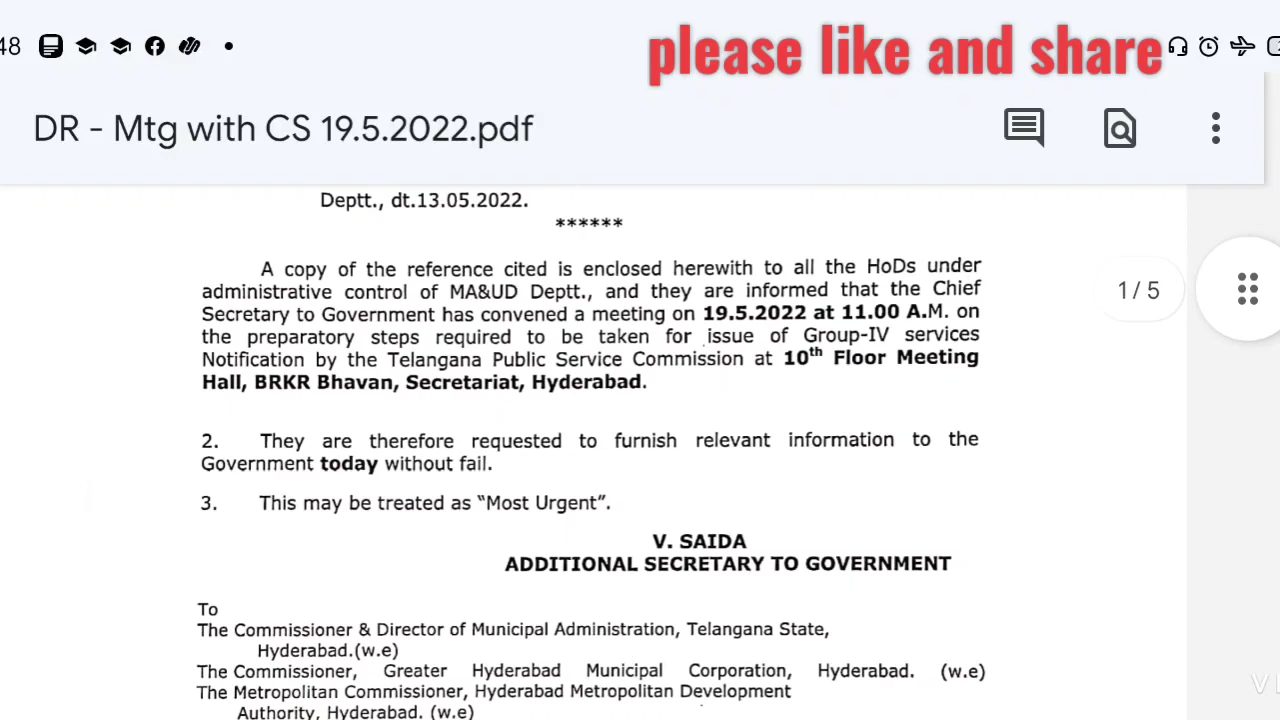 48
please like and share
DR - Mtg with CS 19.5.2022.pdf
Deptt., dt.13.05.2022.
******
A copy of the reference cited is enclosed herewith to all the HoDs under
administrative control of MA&UD Deptt., and they are informed that the Chief
Secretary to Government has convened a meeting on 19.5.2022 at 11.00 A.M. on
the preparatory steps required to be taken for issue of Group-IV services
Notification by the Telangana Public Service Commission at 10th Floor Meeting
Hall, BRKR Bhavan, Secretariat, Hyderabad.
1 / 5
2. They are therefore requested to furnish relevant information to the
Government today without fail.
3. This may be treated as “Most Urgent”.
V. SAIDA
ADDITIONAL SECRETARY TO GOVERNMENT
To
The Commissioner & Director of Municipal Administration, Telangana State,
Hyderabad.(w.e)
The Commissioner, Greater Hyderabad Municipal Corporation, Hyderabad. (w.e)
The Metropolitan Commissioner, Hyderabad Metropolitan Development
Authority, Hyderabad. (w.e)